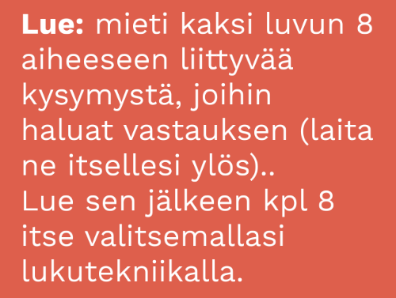 Lue: mieti kaksi luvun 8
aiheeseen liittyvää
kysymystä, joihin
haluat vastauksen (laita
ne itsellesi ylös)..
Lue sen jälkeen kpl 8
itse valitsemallasi
lukutekniikalla.